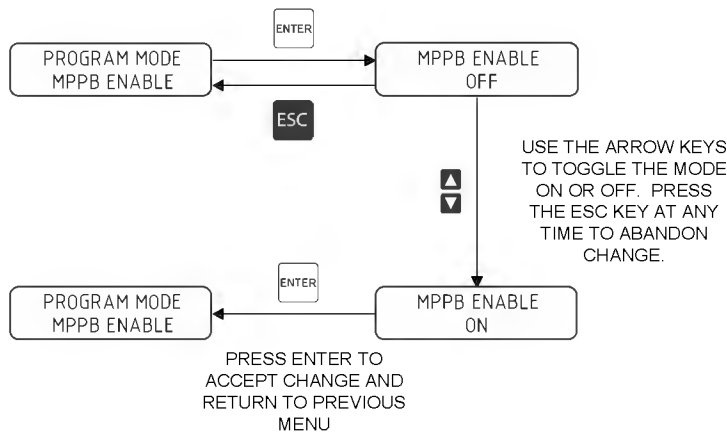 ENTER
PROGRAM MODE
MPPB ENABLE
MPPB ENABLE
OFF
ESC
USE THE ARROW KEYS
TO TOGGLE THE MODE
ON OR OFF. PRESS
THE ESC KEY AT ANY
TIME TO ABANDON
CHANGE.
ENTER
PROGRAM MODE
MPPB ENABLE
MPPB ENABLE
ON
PRESS ENTER TO
ACCEPT CHANGE AND
RETURN TO PREVIOUS
MENU